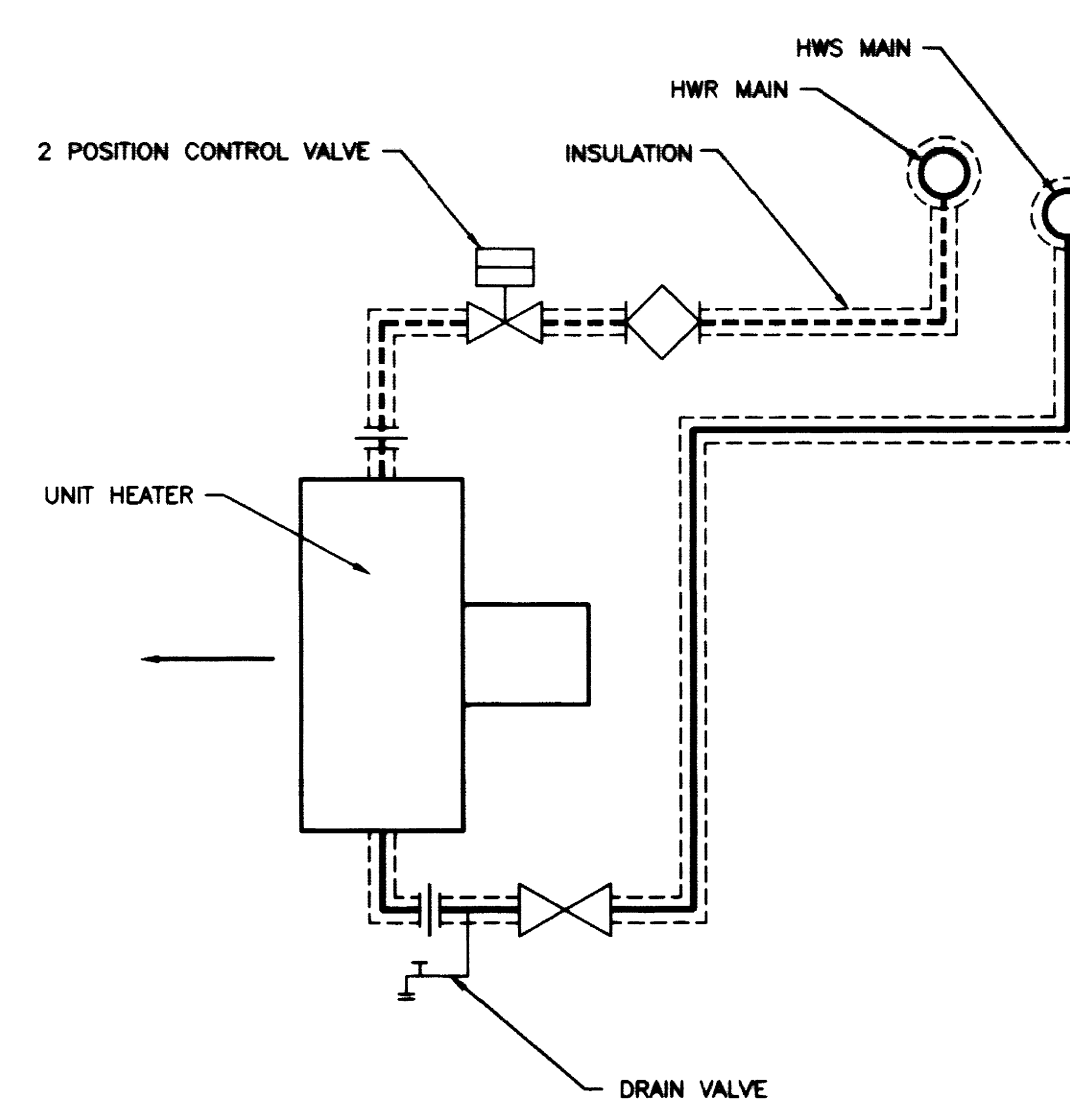 HWS MAIN
HWR MAIN
2 POSITION CONTROL VALVE
INSULATION
UNIT HEATER
DRAIN VALVE